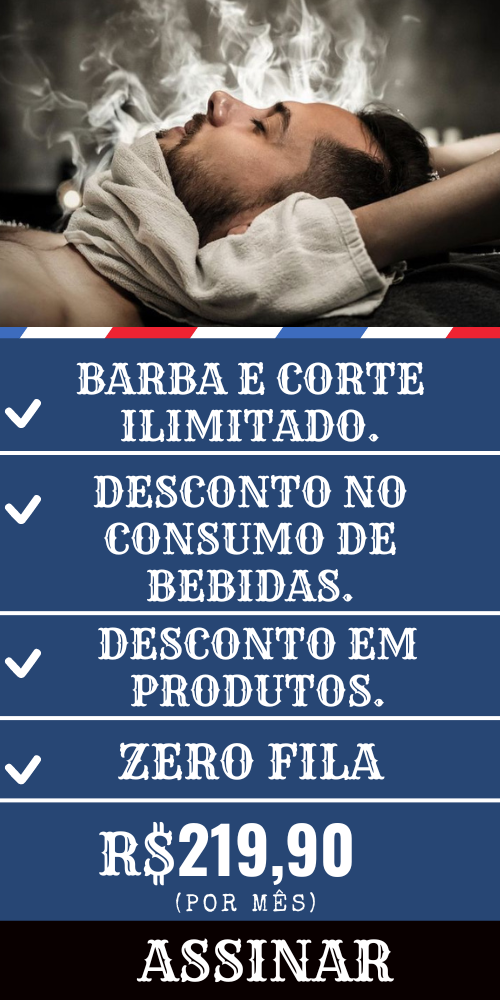 BARBA E CORTE
ILIMITADO.
DESCONTO NO
CONSUMO DE
BEBIDAS.
DESCONTO EM
PRODUTOS.
ZERO FILA
R$219,90
(POR MÊS)
ASSINAR